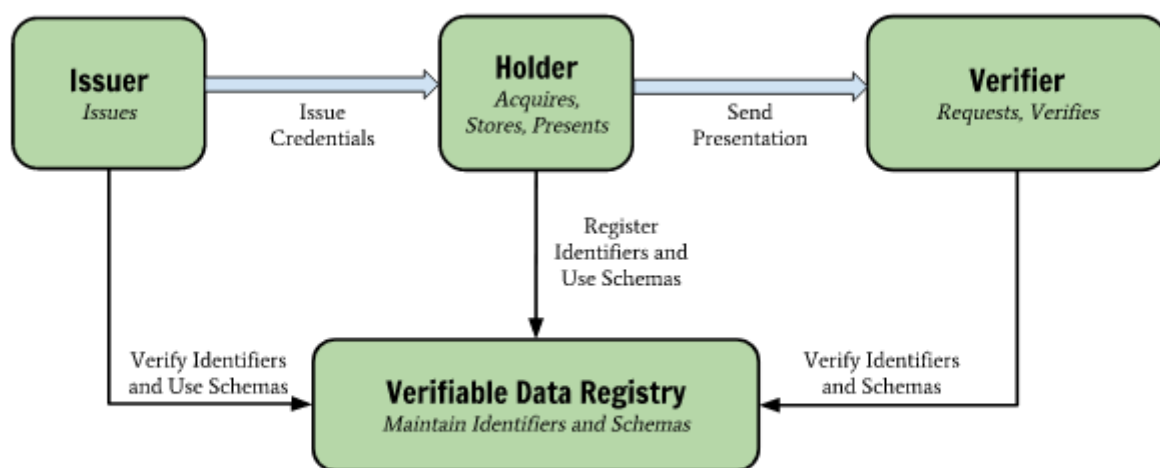 Issuer
Issues
Issue
Credentials
Holder
Acquires,
Stores, Presents
Send
Presentation
Verifier
Requests, Verifies
Register
Identifiers and
Use Schemas
Verify Identifiers
and Use Schemas
Verify Identifiers
and Schemas
Verifiable Data Registry
Maintain Identifiers and Schemas